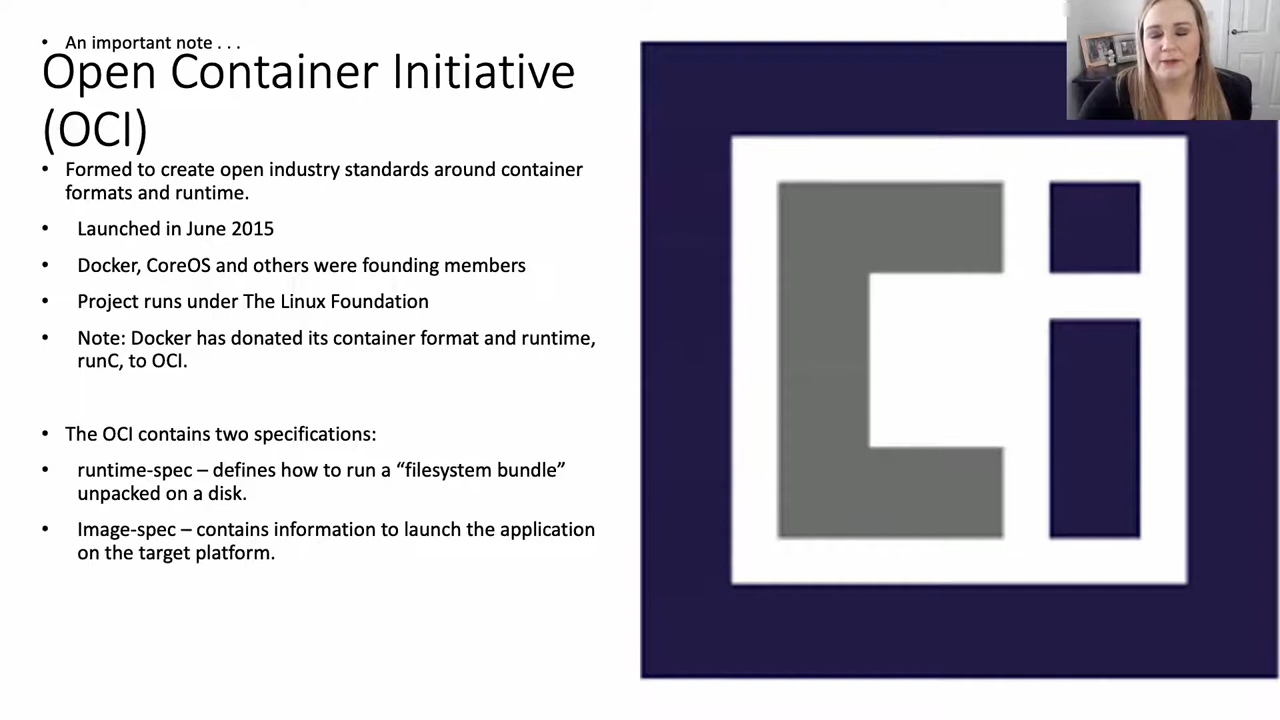 • An important note . . .
Open Container Initiative
(OCI)
• Formed to create open industry standards around container
formats and runtime.
• Launched in June 2015
• Docker, CoreOS and others were founding members
• Project runs under The Linux Foundation
• Note: Docker has donated its container format and runtime,
runC, to OCI.
• The OCI contains two specifications:
• runtime-spec – defines how to run a “filesystem bundle”
unpacked on a disk.
• Image-spec – contains information to launch the application
on the target platform.